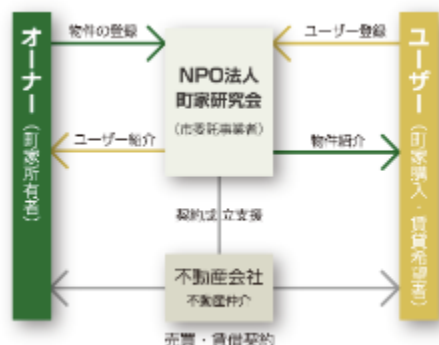 オーナー（町家所有者）
物件の登録
ユーザー登録
NPO法人
町家研究会
（市委託事業者）
ユーザー紹介
物件紹介
ユーザー（町家購入・賃貸希望者）
契約成立支援
不動産会社
不動産仲介
売買・賃借契約